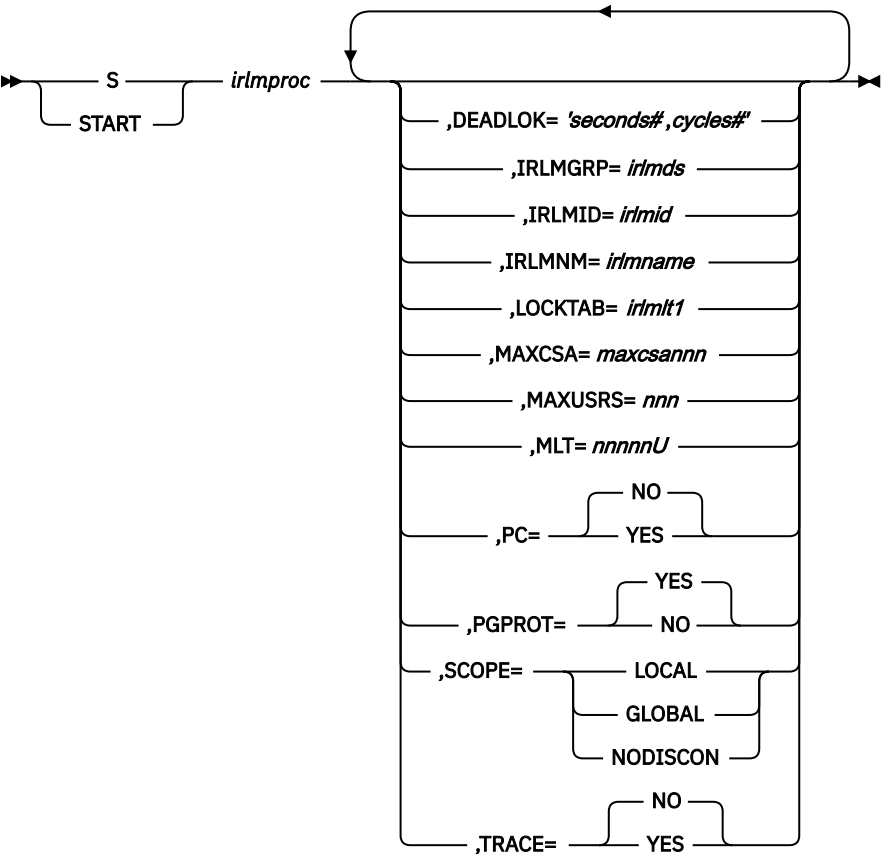 S irlmproc
START
,DEADLOK= 'seconds# ,cycles#'
,IRLMGRP= irlmds
,IRLMID= irlmid
,IRLMNM= irlmname
,LOCKTAB= irlmlt1
,MAXCSA= maxcsannn
,MAXUSRS= nnn
,MLT= nnnnnU
NO
,PC= YES
YES
,PGPROT= NO
,SCOPE= LOCAL
GLOBAL
NODISCON
NO
,TRACE= YES